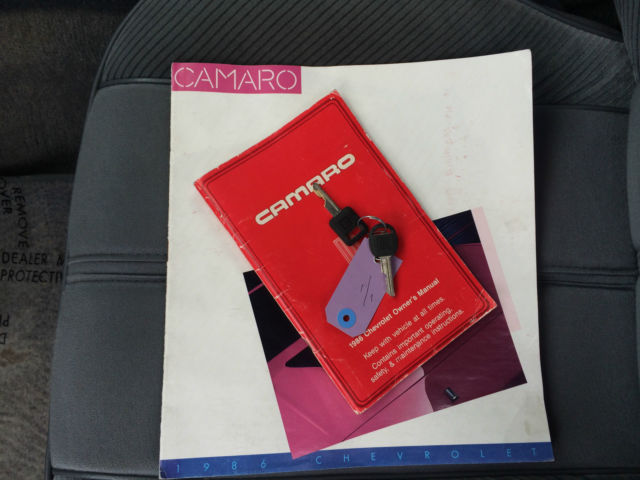 CAMARO
CAMARO
1986 Chevrolet Owner's Manual
Keep with vehicle at all times.
Contains important operating,
safety, & maintenance instructions.
1986 CHEVROLET
REMOVE
DEALER &